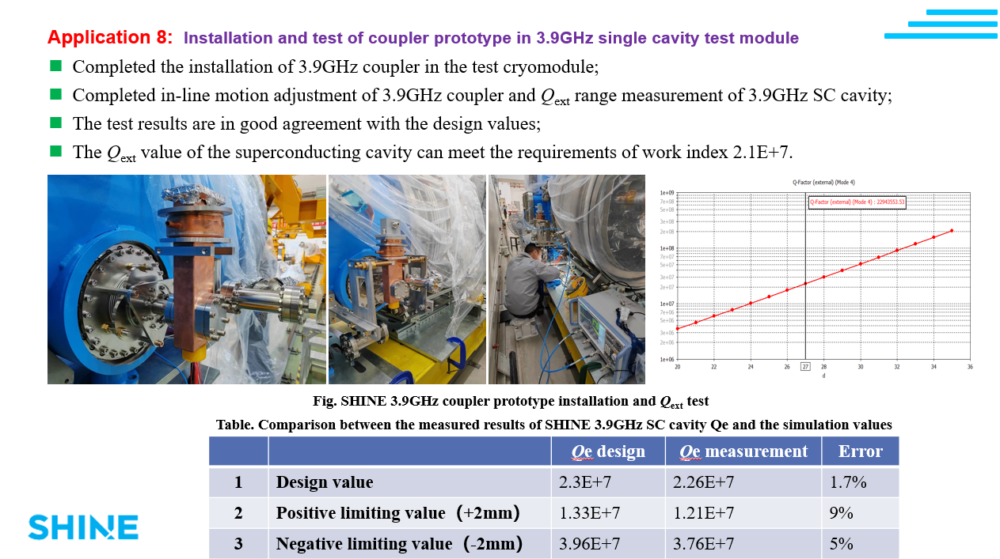 Application 8: Installation and test of coupler prototype in 3.9GHz single cavity test module
Completed the installation of 3.9GHz coupler in the test cryomodule;
Completed in-line motion adjustment of 3.9GHz coupler and Qext range measurement of 3.9GHz SC cavity;
The test results are in good agreement with the design values;
The Qext value of the superconducting cavity can meet the requirements of work index 2.1E+7.
Q-Factor (external) (Mode 4)
Q-Factor (external) (Mode 4) : 22943553.53
1e+09
7e+08
5e+08
3e+08
2e+08
1e+08
7e+07
5e+07
3e+07
2e+07
1e+07
7e+06
5e+06
3e+06
2e+06
1e+06
20 22 24 26 27 28 30 32 34 36
d
Fig. SHINE 3.9GHz coupler prototype installation and Qext test
Table. Comparison between the measured results of SHINE 3.9GHz SC cavity Qe and the simulation values
Qe design Qe measurement Error
1 Design value 2.3E+7 2.26E+7 1.7%
2 Positive limiting value（+2mm） 1.33E+7 1.21E+7 9%
3 Negative limiting value（-2mm） 3.96E+7 3.76E+7 5%
SHINE